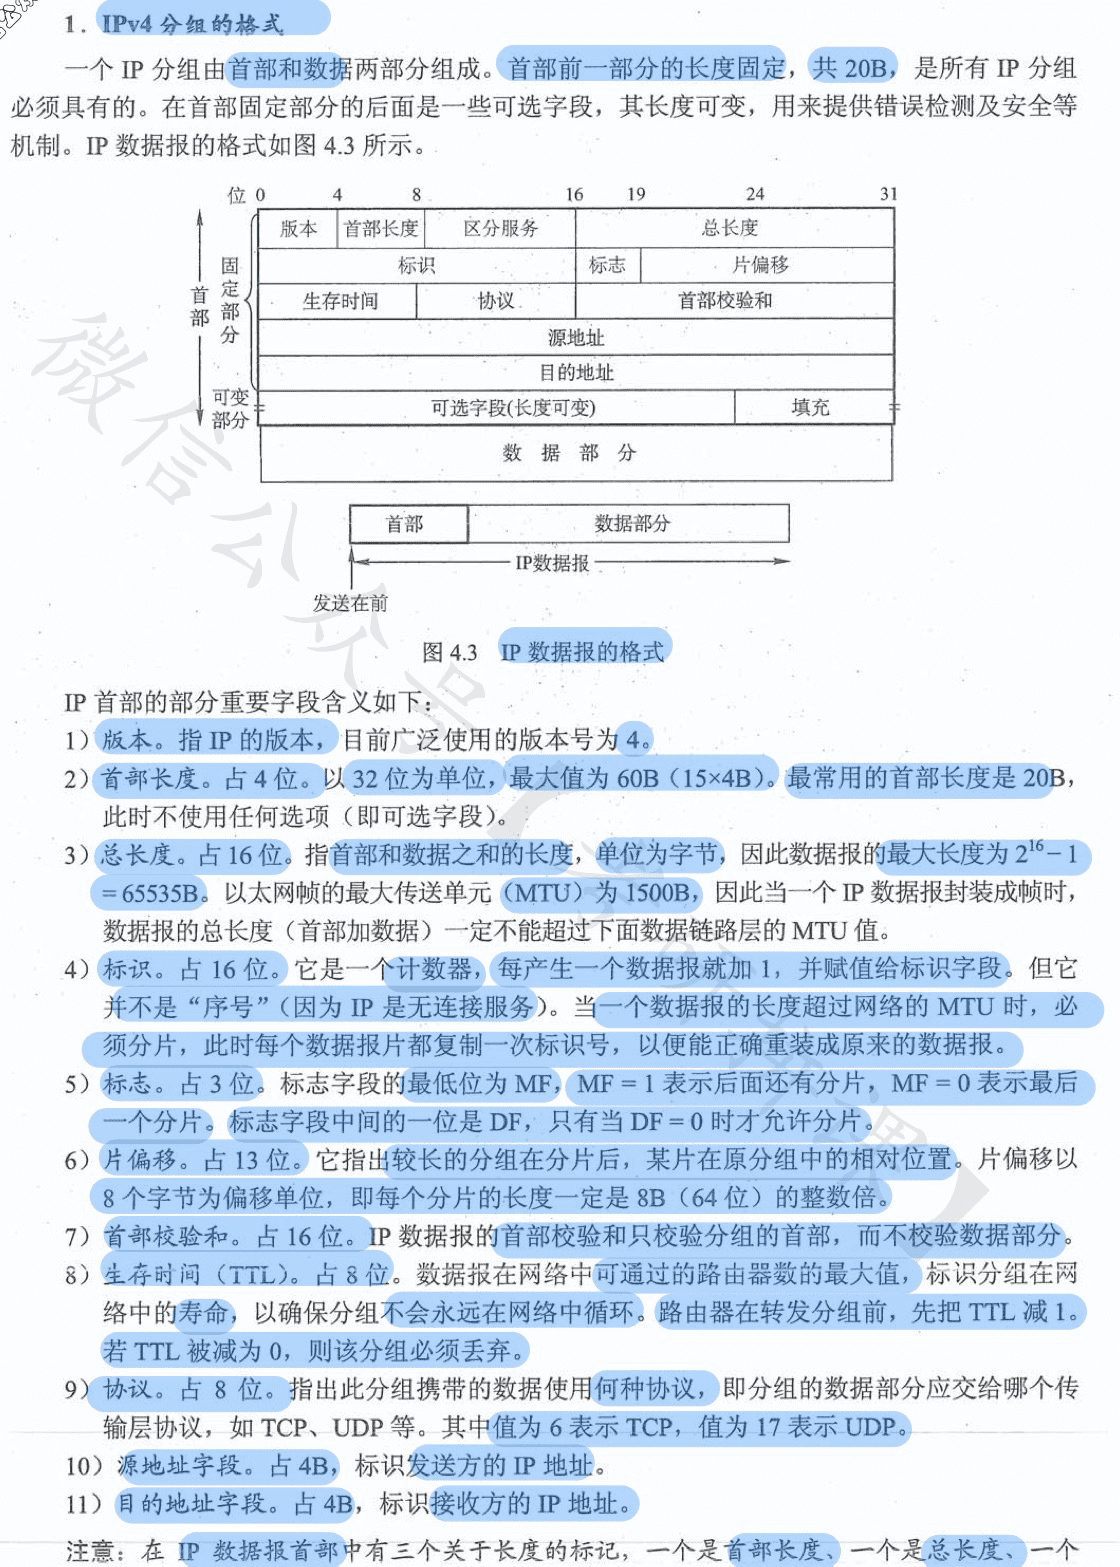 1. IPv4 分组的格式
一个 IP 分组由首部和数据两部分组成。首部前一部分的长度固定，共 20B，是所有 IP 分组
必须具有的。在首部固定部分的后面是一些可选字段，其长度可变，用来提供错误检测及安全等
机制。IP 数据报的格式如图 4.3 所示。
位 0 4 8 16 19 24 31
版本 首部长度 区分服务 总长度
标识 标志 片偏移
生存时间 协议 首部校验和
源地址
目的地址
可选字段(长度可变) 填充
数 据 部 分
首部
固定部分
可变部分
首部 数据部分
IP数据报
发送在前
图 4.3 IP 数据报的格式
IP 首部的部分重要字段含义如下：
1）版本。指 IP 的版本，目前广泛使用的版本号为 4。
2）首部长度。占 4 位。以 32 位为单位，最大值为 60B（15×4B）。最常用的首部长度是 20B，
此时不使用任何选项（即可选字段）。
3）总长度。占 16 位。指首部和数据之和的长度，单位为字节，因此数据报的最大长度为 2¹⁶−1
= 65535B。以太网帧的最大传送单元（MTU）为 1500B，因此当一个 IP 数据报封装成帧时，
数据报的总长度（首部加数据）一定不能超过下面数据链路层的 MTU 值。
4）标识。占 16 位。它是一个计数器，每产生一个数据报就加 1，并赋值给标识字段。但它
并不是“序号”（因为 IP 是无连接服务）。当一个数据报的长度超过网络的 MTU 时，必
须分片，此时每个数据报片都复制一次标识号，以便能正确重装成原来的数据报。
5）标志。占 3 位。标志字段的最低位为 MF，MF = 1 表示后面还有分片，MF = 0 表示最后
一个分片。标志字段中间的一位是 DF，只有当 DF = 0 时才允许分片。
6）片偏移。占 13 位。它指出较长的分组在分片后，某片在原分组中的相对位置。片偏移以
8 个字节为偏移单位，即每个分片的长度一定是 8B（64 位）的整数倍。
7）首部校验和。占 16 位。IP 数据报的首部校验和只校验分组的首部，而不校验数据部分。
8）生存时间（TTL）。占 8 位。数据报在网络中可通过的路由器数的最大值，标识分组在网
络中的寿命，以确保分组不会永远在网络中循环。路由器在转发分组前，先把 TTL 减 1。
若 TTL 被减为 0，则该分组必须丢弃。
9）协议。占 8 位。指出此分组携带的数据使用何种协议，即分组的数据部分应交给哪个传
输层协议，如 TCP、UDP 等。其中值为 6 表示 TCP，值为 17 表示 UDP。
10）源地址字段。占 4B，标识发送方的 IP 地址。
11）目的地址字段。占 4B，标识接收方的 IP 地址。
注意：在 IP 数据报首部中有三个关于长度的标记，一个是首部长度、一个是总长度、一个
微信公众号